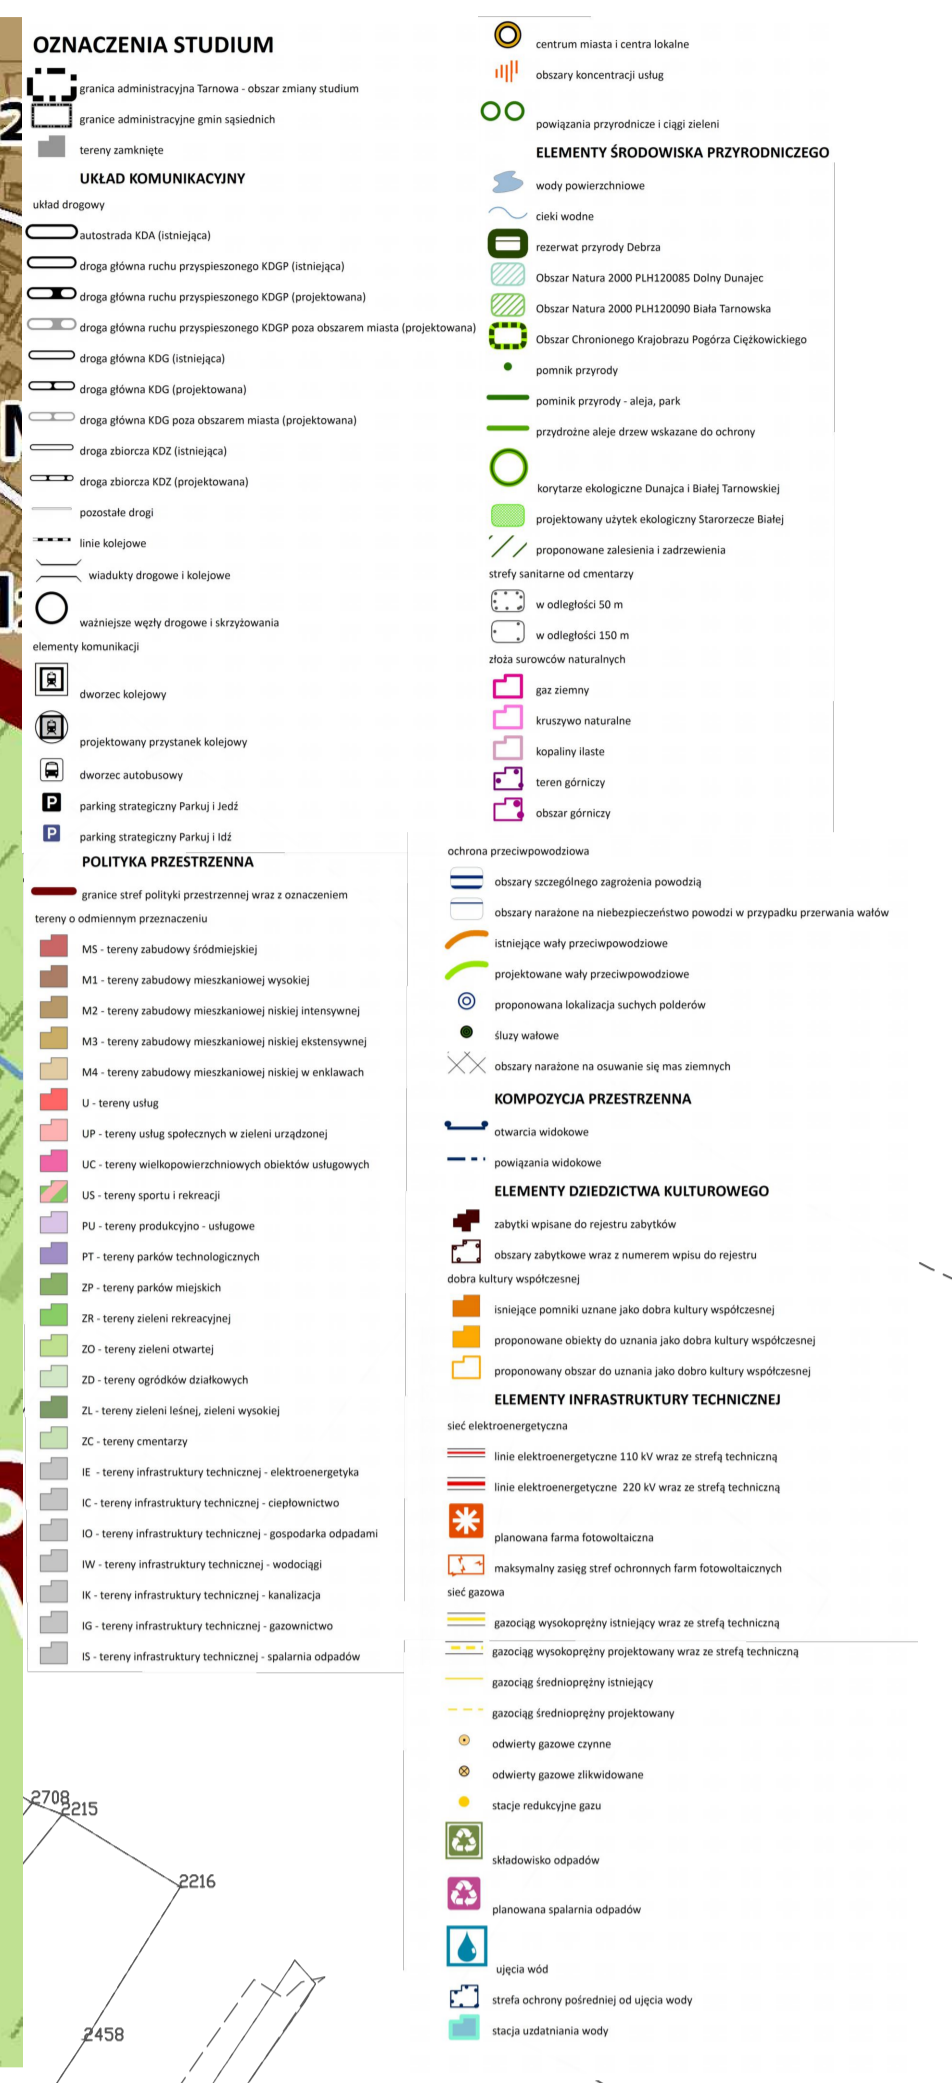 OZNACZENIA STUDIUM
granica administracyjna Tarnowa - obszar zmiany studium
granice administracyjne gmin sąsiednich
tereny zamknięte
UKŁAD KOMUNIKACYJNY
układ drogowy
autostrada KDA (istniejąca)
droga główna ruchu przyspieszonego KDGP (istniejąca)
droga główna ruchu przyspieszonego KDGP (projektowana)
droga główna ruchu przyspieszonego KDGP poza obszarem miasta (projektowana)
droga główna KDG (istniejąca)
droga główna KDG (projektowana)
droga główna KDG poza obszarem miasta (projektowana)
droga zbiorcza KDZ (istniejąca)
droga zbiorcza KDZ (projektowana)
pozostałe drogi
linie kolejowe
wiadukty drogowe i kolejowe
ważniejsze węzły drogowe i skrzyżowania
elementy komunikacji
dworzec kolejowy
projektowany przystanek kolejowy
dworzec autobusowy
P parking strategiczny Parkuj i Jedź
P parking strategiczny Parkuj i Idź
POLITYKA PRZESTRZENNA
granice stref polityki przestrzennej wraz z oznaczeniem
tereny o odmiennym przeznaczeniu
MS - tereny zabudowy śródmiejskiej
M1 - tereny zabudowy mieszkaniowej wysokiej
M2 - tereny zabudowy mieszkaniowej niskiej intensywnej
M3 - tereny zabudowy mieszkaniowej niskiej ekstensywnej
M4 - tereny zabudowy mieszkaniowej niskiej w enklawach
U - tereny usług
UP - tereny usług społecznych w zieleni urządzonej
UC - tereny wielkopowierzchniowych obiektów usługowych
US - tereny sportu i rekreacji
PU - tereny produkcyjno - usługowe
PT - tereny parków technologicznych
ZP - tereny parków miejskich
ZR - tereny zieleni rekreacyjnej
ZO - tereny zieleni otwartej
ZD - tereny ogródków działkowych
ZL - tereny zieleni leśnej, zieleni wysokiej
ZC - tereny cmentarzy
IE - tereny infrastruktury technicznej - elektroenergetyka
IC - tereny infrastruktury technicznej - ciepłownictwo
IO - tereny infrastruktury technicznej - gospodarka odpadami
IW - tereny infrastruktury technicznej - wodociągi
IK - tereny infrastruktury technicznej - kanalizacja
IG - tereny infrastruktury technicznej - gazownictwo
IS - tereny infrastruktury technicznej - spalarnia odpadów
centrum miasta i centra lokalne
obszary koncentracji usług
powiązania przyrodnicze i ciągi zieleni
ELEMENTY ŚRODOWISKA PRZYRODNICZEGO
wody powierzchniowe
cieki wodne
rezerwat przyrody Debrza
Obszar Natura 2000 PLH120085 Dolny Dunajec
Obszar Natura 2000 PLH120090 Biała Tarnowska
Obszar Chronionego Krajobrazu Pogórza Ciężkowickiego
pomnik przyrody
pominik przyrody - aleja, park
przydrożne aleje drzew wskazane do ochrony
korytarze ekologiczne Dunajca i Białej Tarnowskiej
projektowany użytek ekologiczny Starorzecze Białej
proponowane zalesienia i zadrzewienia
strefy sanitarne od cmentarzy
w odległości 50 m
w odległości 150 m
złoża surowców naturalnych
gaz ziemny
kruszywo naturalne
kopaliny ilaste
teren górniczy
obszar górniczy
ochrona przeciwpowodziowa
obszary szczególnego zagrożenia powodzią
obszary narażone na niebezpieczeństwo powodzi w przypadku przerwania wałów
istniejące wały przeciwpowodziowe
projektowane wały przeciwpowodziowe
proponowana lokalizacja suchych polderów
śluzy wałowe
obszary narażone na osuwanie się mas ziemnych
KOMPOZYCJA PRZESTRZENNA
otwarcia widokowe
powiązania widokowe
ELEMENTY DZIEDZICTWA KULTUROWEGO
zabytki wpisane do rejestru zabytków
obszary zabytkowe wraz z numerem wpisu do rejestru
dobra kultury współczesnej
isniejące pomniki uznane jako dobra kultury współczesnej
proponowane obiekty do uznania jako dobra kultury współczesnej
proponowany obszar do uznania jako dobro kultury współczesnej
ELEMENTY INFRASTRUKTURY TECHNICZNEJ
sieć elektroenergetyczna
linie elektroenergetyczne 110 kV wraz ze strefą techniczną
linie elektroenergetyczne 220 kV wraz ze strefą techniczną
planowana farma fotowoltaiczna
maksymalny zasięg stref ochronnych farm fotowoltaicznych
sieć gazowa
gazociąg wysokoprężny istniejący wraz ze strefą techniczną
gazociąg wysokoprężny projektowany wraz ze strefą techniczną
gazociąg średnioprężny istniejący
gazociąg średnioprężny projektowany
odwierty gazowe czynne
odwierty gazowe zlikwidowane
stacje redukcyjne gazu
składowisko odpadów
planowana spalarnia odpadów
ujęcia wód
strefa ochrony pośredniej od ujęcia wody
stacja uzdatniania wody
2708
2215
2216
2458